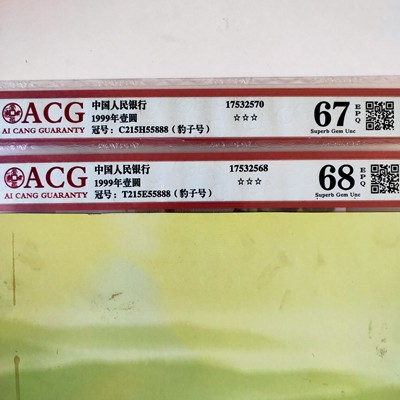 ACG
AI CANG GUARANTY
中国人民银行
17532570
1999年壹圆
☆☆☆
冠号：C215H55888（豹子号）
67
EPQ
Superb Gem Unc
ACG
AI CANG GUARANTY
中国人民银行
17532568
1999年壹圆
☆☆☆
冠号：T215E55888（豹子号）
68
EPQ
Superb Gem Unc